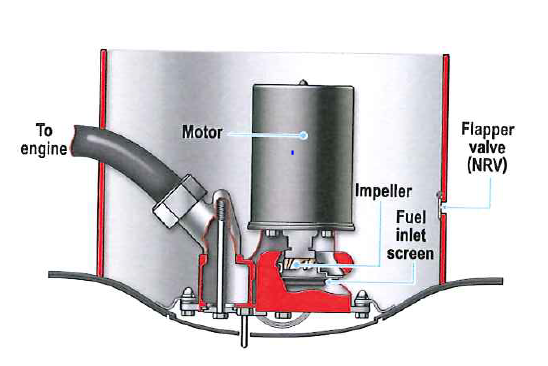 To
engine
Motor
Impeller
Fuel
inlet
screen
Flapper
valve
(NRV)